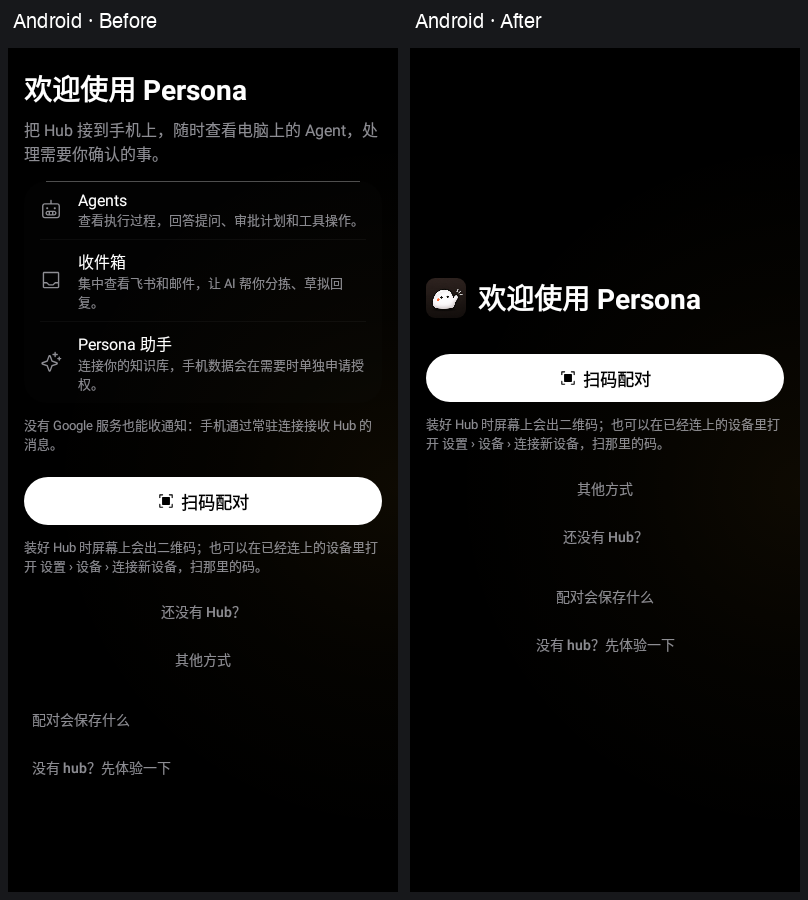 Android · Before
欢迎使用 Persona
把 Hub 接到手机上，随时查看电脑上的 Agent，处
理需要你确认的事。
Agents
查看执行过程，回答提问、审批计划和工具操作。
收件箱
集中查看飞书和邮件，让 AI 帮你分拣、草拟回
复。
Persona 助手
连接你的知识库，手机数据会在需要时单独申请授
权。
没有 Google 服务也能收通知：手机通过常驻连接接收 Hub 的
消息。
扫码配对
装好 Hub 时屏幕上会出二维码；也可以在已经连上的设备里打
开 设置 › 设备 › 连接新设备，扫那里的码。
还没有 Hub？
其他方式
配对会保存什么
没有 hub？先体验一下
Android · After
欢迎使用 Persona
扫码配对
装好 Hub 时屏幕上会出二维码；也可以在已经连上的设备里打
开 设置 › 设备 › 连接新设备，扫那里的码。
其他方式
还没有 Hub？
配对会保存什么
没有 hub？先体验一下